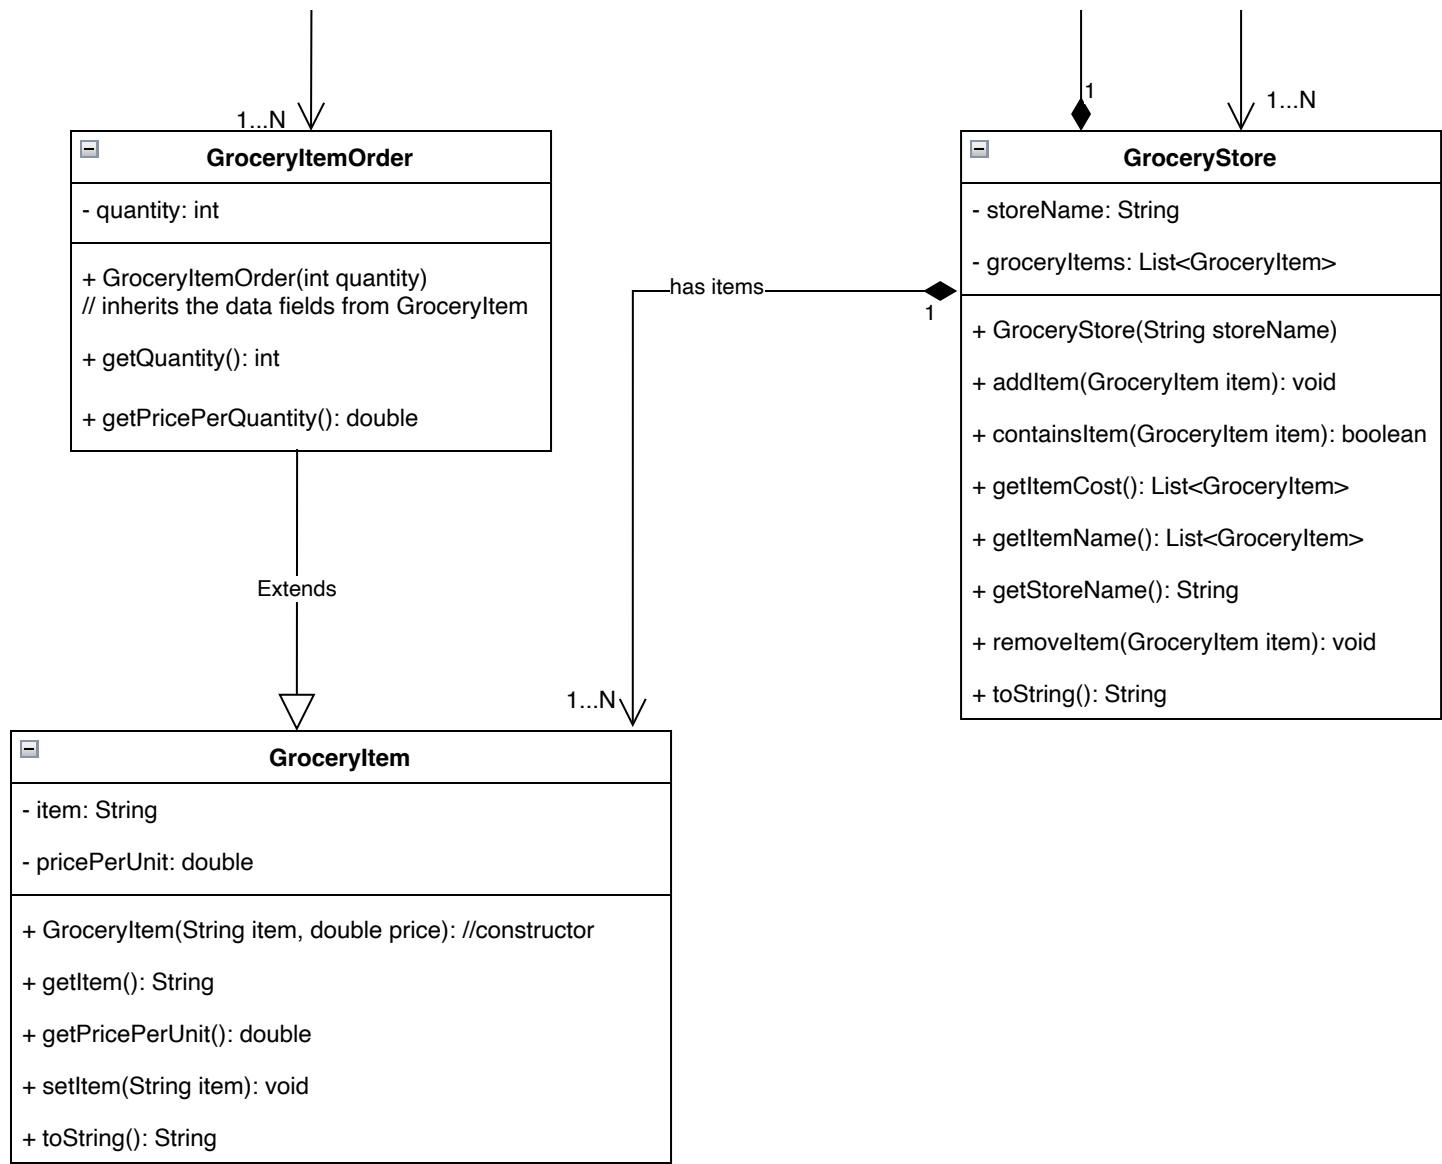 1...N
GroceryItemOrder
- quantity: int
+ GroceryItemOrder(int quantity)
// inherits the data fields from GroceryItem
+ getQuantity(): int
+ getPricePerQuantity(): double
Extends
1
1...N
GroceryStore
- storeName: String
- groceryItems: List<GroceryItem>
+ GroceryStore(String storeName)
+ addItem(GroceryItem item): void
+ containsItem(GroceryItem item): boolean
+ getItemCost(): List<GroceryItem>
+ getItemName(): List<GroceryItem>
+ getStoreName(): String
+ removeItem(GroceryItem item): void
+ toString(): String
has items
1
1...N
GroceryItem
- item: String
- pricePerUnit: double
+ GroceryItem(String item, double price): //constructor
+ getItem(): String
+ getPricePerUnit(): double
+ setItem(String item): void
+ toString(): String